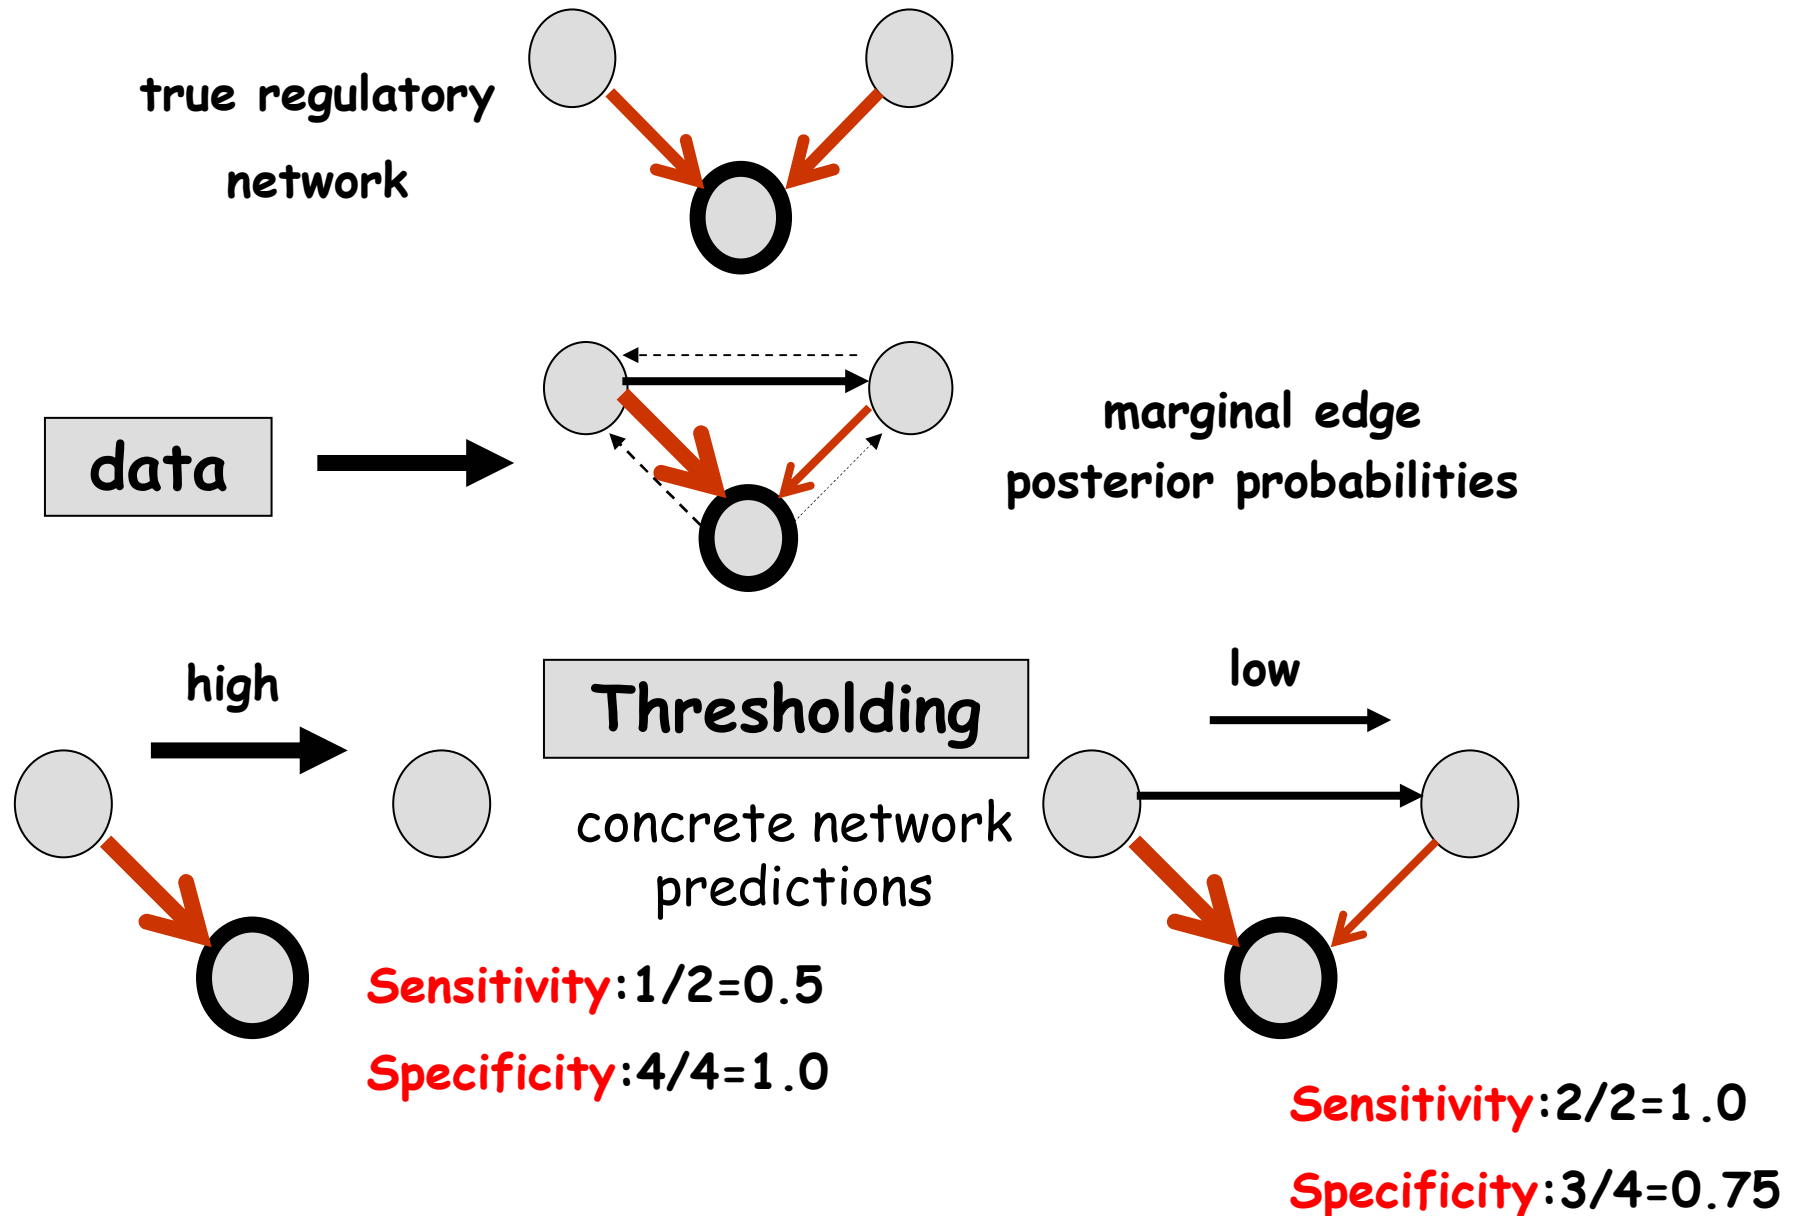 true regulatory
network
data
marginal edge
posterior probabilities
high
Thresholding
low
concrete network
predictions
Sensitivity:1/2=0.5
Specificity:4/4=1.0
Sensitivity:2/2=1.0
Specificity:3/4=0.75